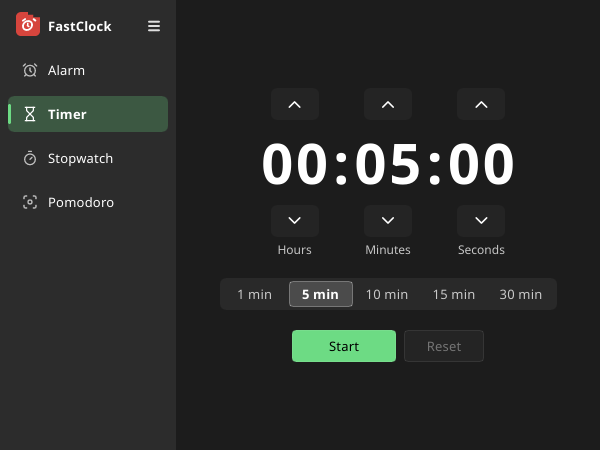 FastClock
Alarm
Timer
Stopwatch
Pomodoro
00:05:00
Hours Minutes Seconds
1 min 5 min 10 min 15 min 30 min
Start Reset